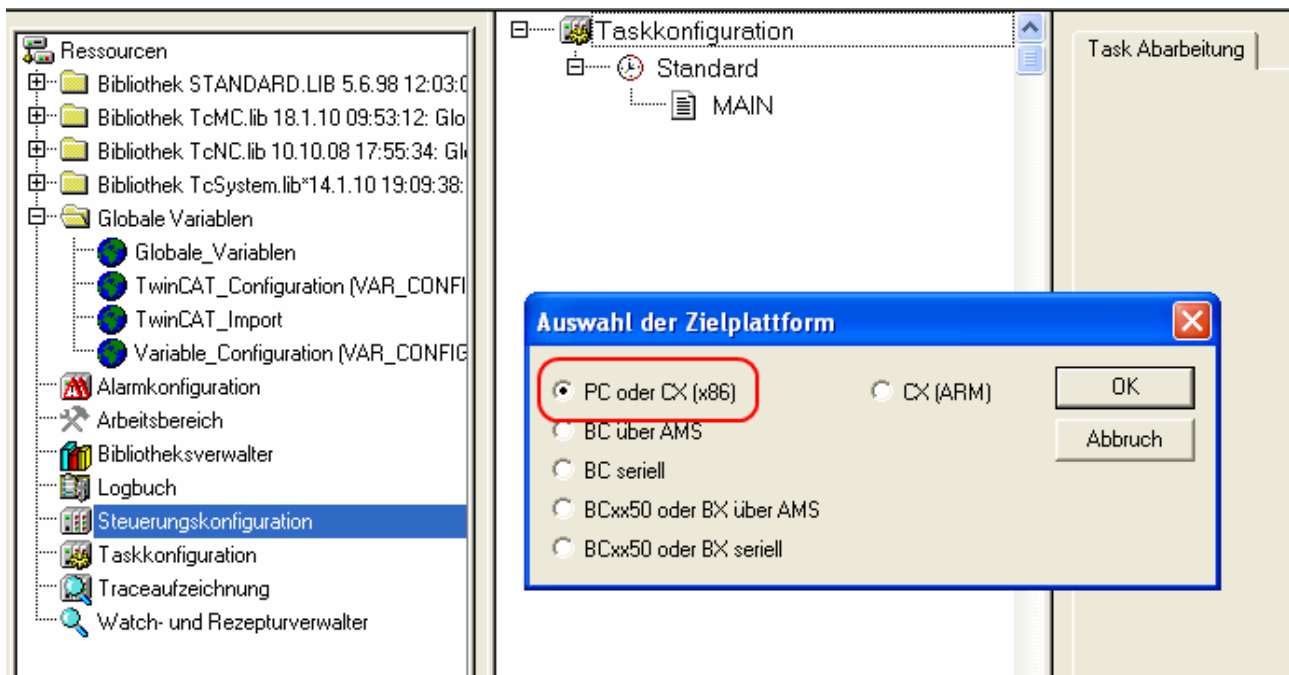 Ressourcen
Bibliothek STANDARD.LIB 5.6.98 12:03:0
Bibliothek TcMC.lib 18.1.10 09:53:12: Glo
Bibliothek TcNC.lib 10.10.08 17:55:34: Gl
Bibliothek TcSystem.lib*14.1.10 19:09:38:
Globale Variablen
Globale_Variablen
TwinCAT_Configuration (VAR_CONFI
TwinCAT_Import
Variable_Configuration (VAR_CONFIG
Alarmkonfiguration
Arbeitsbereich
Bibliotheksverwalter
Logbuch
Steuerungskonfiguration
Taskkonfiguration
Traceaufzeichnung
Watch- und Rezepturverwalter
Taskkonfiguration
Standard
MAIN
Task Abarbeitung
Auswahl der Zielplattform
PC oder CX (x86)
CX (ARM)
BC über AMS
BC seriell
BCxx50 oder BX über AMS
BCxx50 oder BX seriell
OK
Abbruch